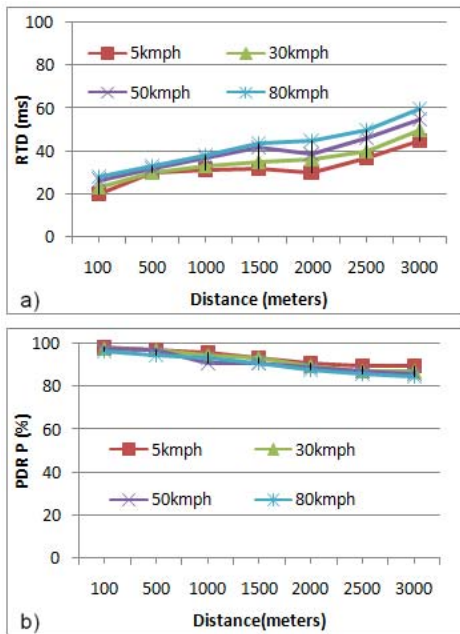 100
80
60
40
20
0
RTD (ms)
5kmph 30kmph
50kmph 80kmph
100 500 1000 1500 2000 2500 3000
Distance (meters)
a)
100
80
60
40
20
0
PDR P (%)
5kmph 30kmph
50kmph 80kmph
100 500 1000 1500 2000 2500 3000
Distance(meters)
b)